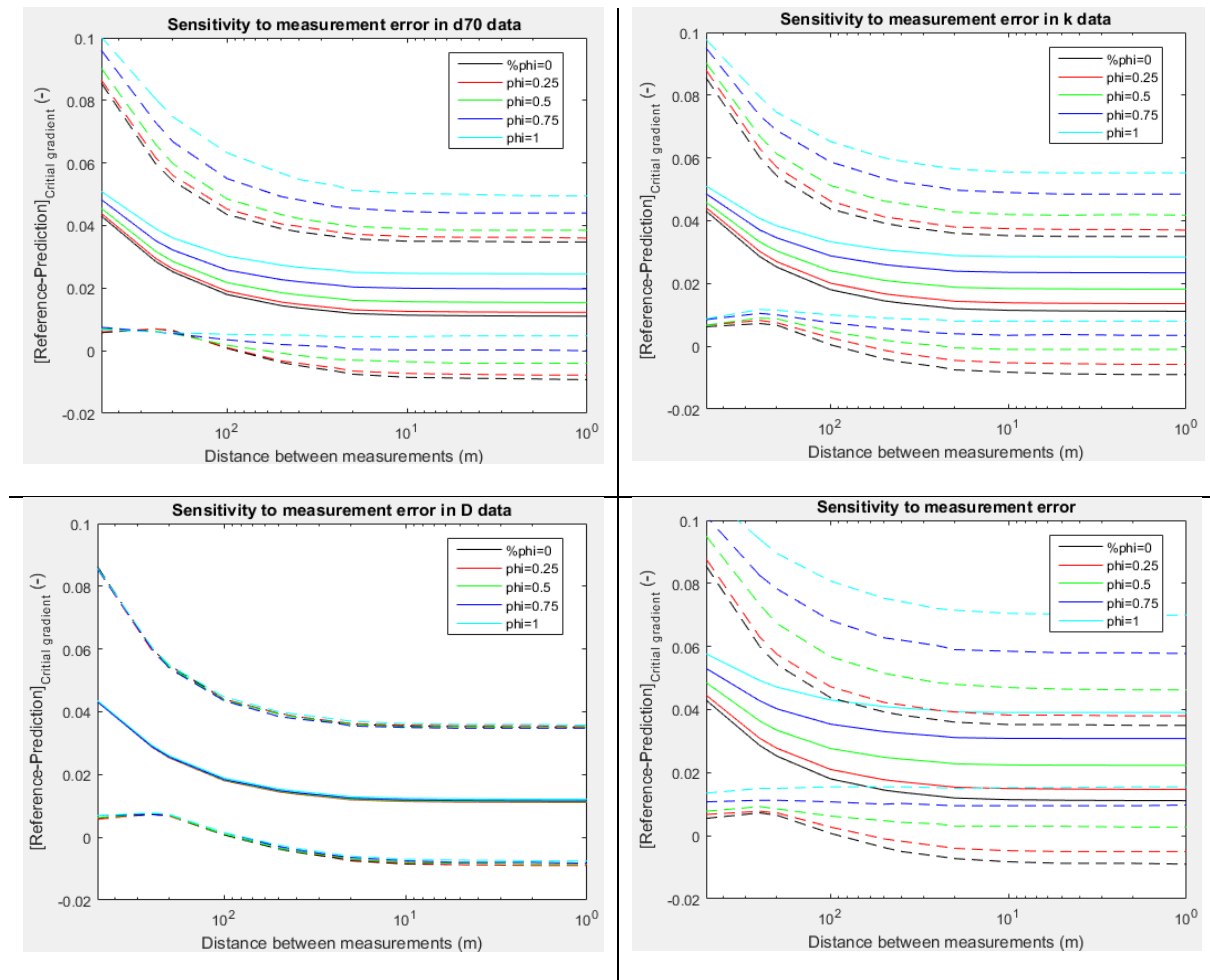 Sensitivity to measurement error in d70 data
0.1
0.08
0.06
0.04
0.02
0
-0.02
[Reference-Prediction]Critial gradient (-)
%phi=0
phi=0.25
phi=0.5
phi=0.75
phi=1
10^2
10^1
10^0
Distance between measurements (m)
Sensitivity to measurement error in k data
0.1
0.08
0.06
0.04
0.02
0
-0.02
[Reference-Prediction]Critial gradient (-)
%phi=0
phi=0.25
phi=0.5
phi=0.75
phi=1
10^2
10^1
10^0
Distance between measurements (m)
Sensitivity to measurement error in D data
0.1
0.08
0.06
0.04
0.02
0
-0.02
[Reference-Prediction]Critial gradient (-)
%phi=0
phi=0.25
phi=0.5
phi=0.75
phi=1
10^2
10^1
10^0
Distance between measurements (m)
Sensitivity to measurement error
0.1
0.08
0.06
0.04
0.02
0
-0.02
[Reference-Prediction]Critial gradient (-)
%phi=0
phi=0.25
phi=0.5
phi=0.75
phi=1
10^2
10^1
10^0
Distance between measurements (m)